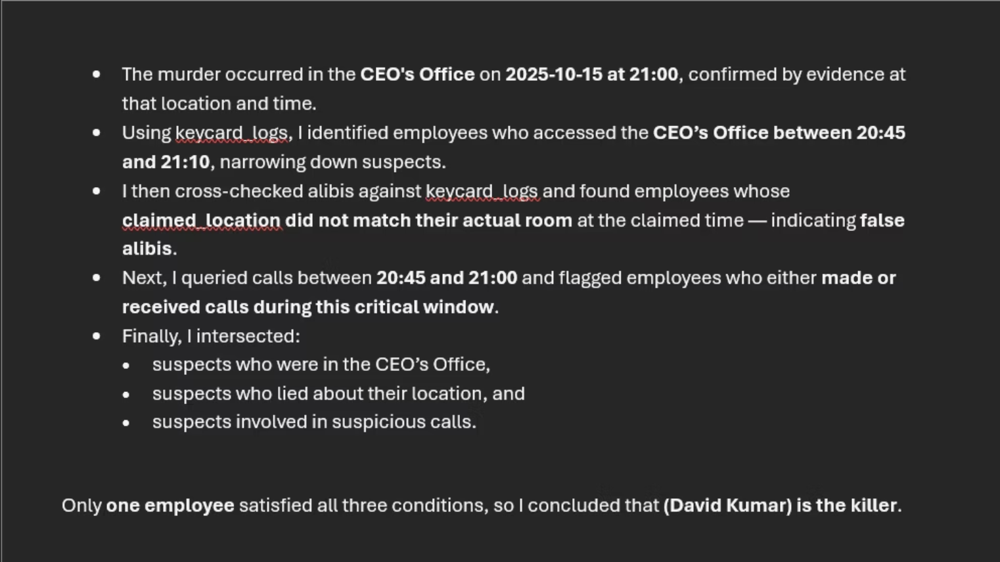 • The murder occurred in the CEO's Office on 2025-10-15 at 21:00, confirmed by evidence at
that location and time.
• Using keycard_logs, I identified employees who accessed the CEO’s Office between 20:45
and 21:10, narrowing down suspects.
• I then cross-checked alibis against keycard_logs and found employees whose
claimed_location did not match their actual room at the claimed time — indicating false
alibis.
• Next, I queried calls between 20:45 and 21:00 and flagged employees who either made or
received calls during this critical window.
• Finally, I intersected:
• suspects who were in the CEO’s Office,
• suspects who lied about their location, and
• suspects involved in suspicious calls.
Only one employee satisfied all three conditions, so I concluded that (David Kumar) is the killer.